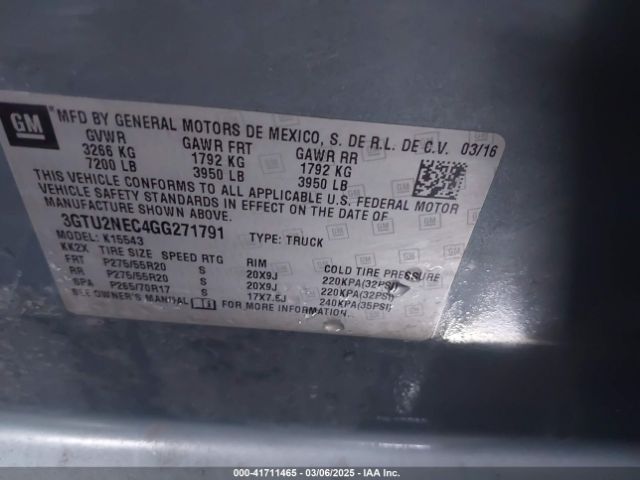 GM
MFD BY GENERAL MOTORS DE MEXICO, S. DE R.L. DE C.V. 03/16
GVWR GAWR FRT GAWR RR
3266 KG 1792 KG 1792 KG
7200 LB 3950 LB 3950 LB
THIS VEHICLE CONFORMS TO ALL APPLICABLE U.S. FEDERAL MOTOR
VEHICLE SAFETY STANDARDS IN EFFECT ON THE DATE OF
MANUFACTURE SHOWN ABOVE.
3GTU2NEC4GG271791 TYPE: TRUCK
MODEL: K15543
KK2X TIRE SIZE SPEED RTG RIM COLD TIRE PRESSURE
FRT P275/55R20 S 20X9J 220KPA(32PSI)
RR P275/55R20 S 20X9J 220KPA(32PSI)
SPA P265/70R17 S 17X7.5J 240KPA(35PSI)
SEE OWNER'S MANUAL FOR MORE INFORMATION.
000-41711465 - 03/06/2025 - IAA Inc.